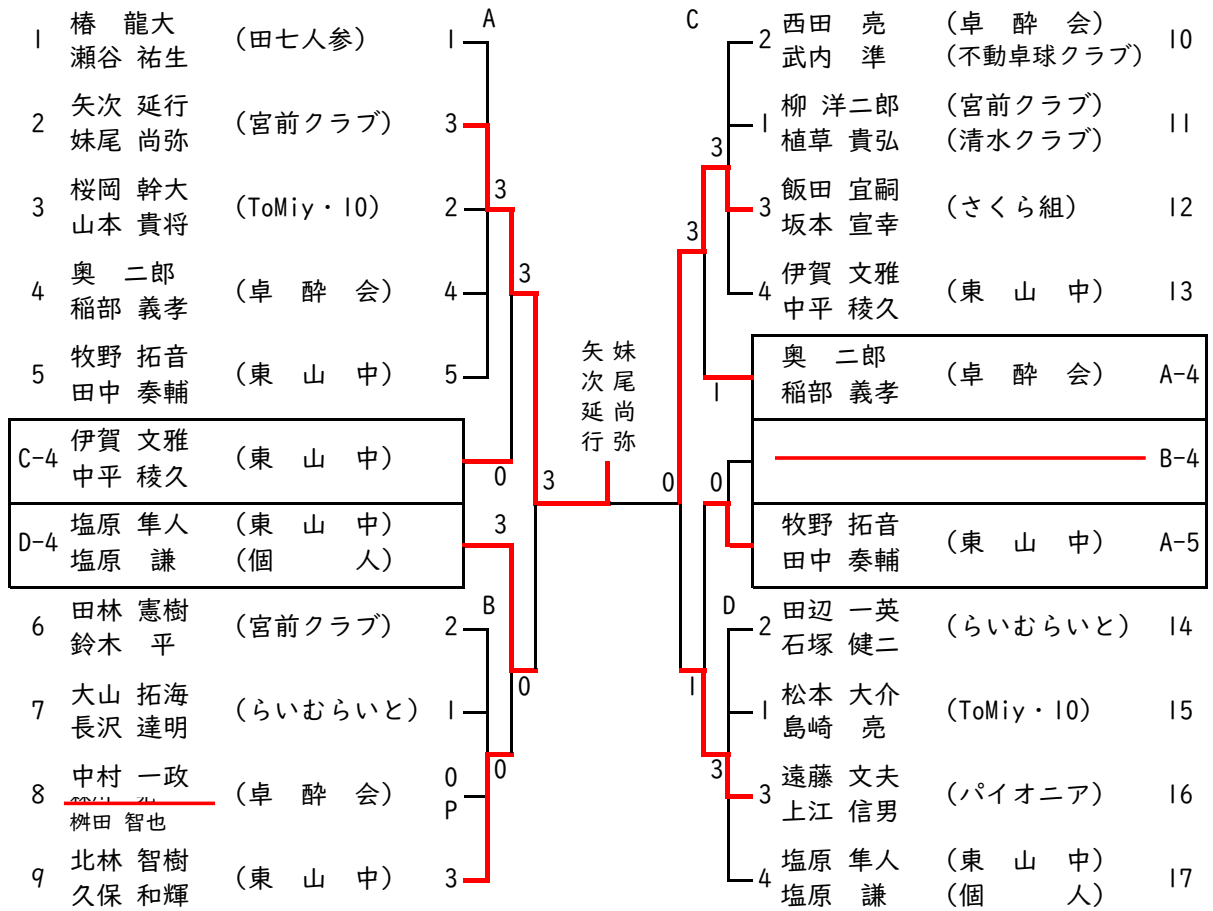 A
1 椿 龍大 (田七人参) 1
瀬谷 祐生
2 矢次 延行 (宮前クラブ) 3
妹尾 尚弥
3
3 桜岡 幹大 (ToMiy・10) 2
山本 貴将
3
4 奥 二郎 (卓 酔 会) 4
稲部 義孝
5 牧野 拓音 (東 山 中) 5
田中 奏輔
C-4 伊賀 文雅 (東 山 中)
中平 稜久
0
3
D-4 塩原 隼人 (東 山 中)
塩原 謙 (個 人)
3
B
6 田林 憲樹 (宮前クラブ) 2
鈴木 平
0
7 大山 拓海 (らいむらいと) 1
長沢 達明
0
8 中村 一政 (卓 酔 会) 0
P
桝田 智也
9 北林 智樹 (東 山 中) 3
久保 和輝
妹尾尚弥
矢次延行
C
2 西田 亮 (卓 酔 会) 10
武内 準 (不動卓球クラブ)
1 柳 洋二郎 (宮前クラブ) 11
植草 貴弘 (清水クラブ)
3
3 飯田 宜嗣 (さくら組) 12
坂本 宣幸
3
4 伊賀 文雅 (東 山 中) 13
中平 稜久
奥 二郎 (卓 酔 会) A-4
稲部 義孝
1
B-4
0
0
牧野 拓音 (東 山 中) A-5
田中 奏輔
D
2 田辺 一英 (らいむらいと) 14
石塚 健二
1
1 松本 大介 (ToMiy・10) 15
島崎 亮
3
3 遠藤 文夫 (パイオニア) 16
上江 信男
4 塩原 隼人 (東 山 中) 17
塩原 謙 (個 人)